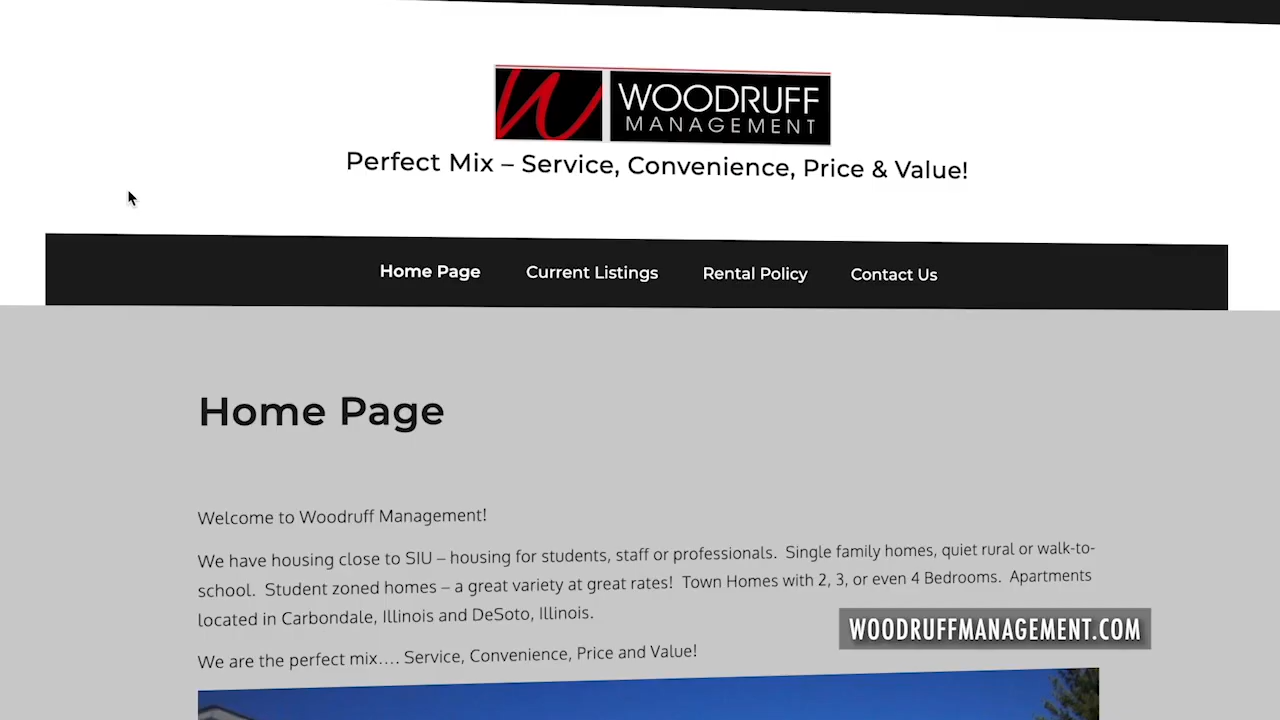 WOODRUFF
MANAGEMENT
Perfect Mix – Service, Convenience, Price & Value!
Home Page Current Listings Rental Policy Contact Us
Home Page
Welcome to Woodruff Management!
We have housing close to SIU – housing for students, staff or professionals. Single family homes, quiet rural or walk-to-
school. Student zoned homes – a great variety at great rates! Town Homes with 2, 3, or even 4 Bedrooms. Apartments
located in Carbondale, Illinois and DeSoto, Illinois.
WOODRUFFMANAGEMENT.COM
We are the perfect mix…. Service, Convenience, Price and Value!